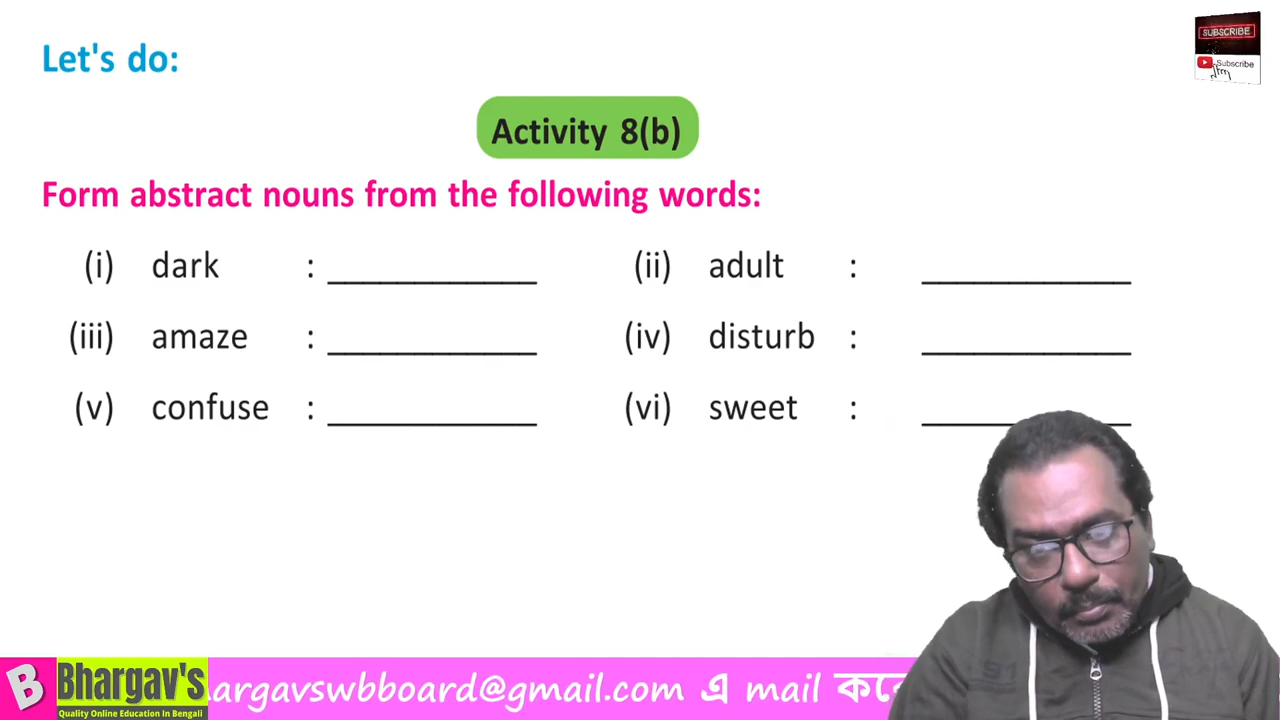 Let's do:
SUBSCRIBE
Subscribe
Activity 8(b)
Form abstract nouns from the following words:
(i) dark : ____________ (ii) adult : ____________
(iii) amaze : ____________ (iv) disturb : ____________
(v) confuse : ____________ (vi) sweet : ____________
91
B Bhargav's
Quality Online Education In Bengali
argavswbboard@gmail.com এ mail